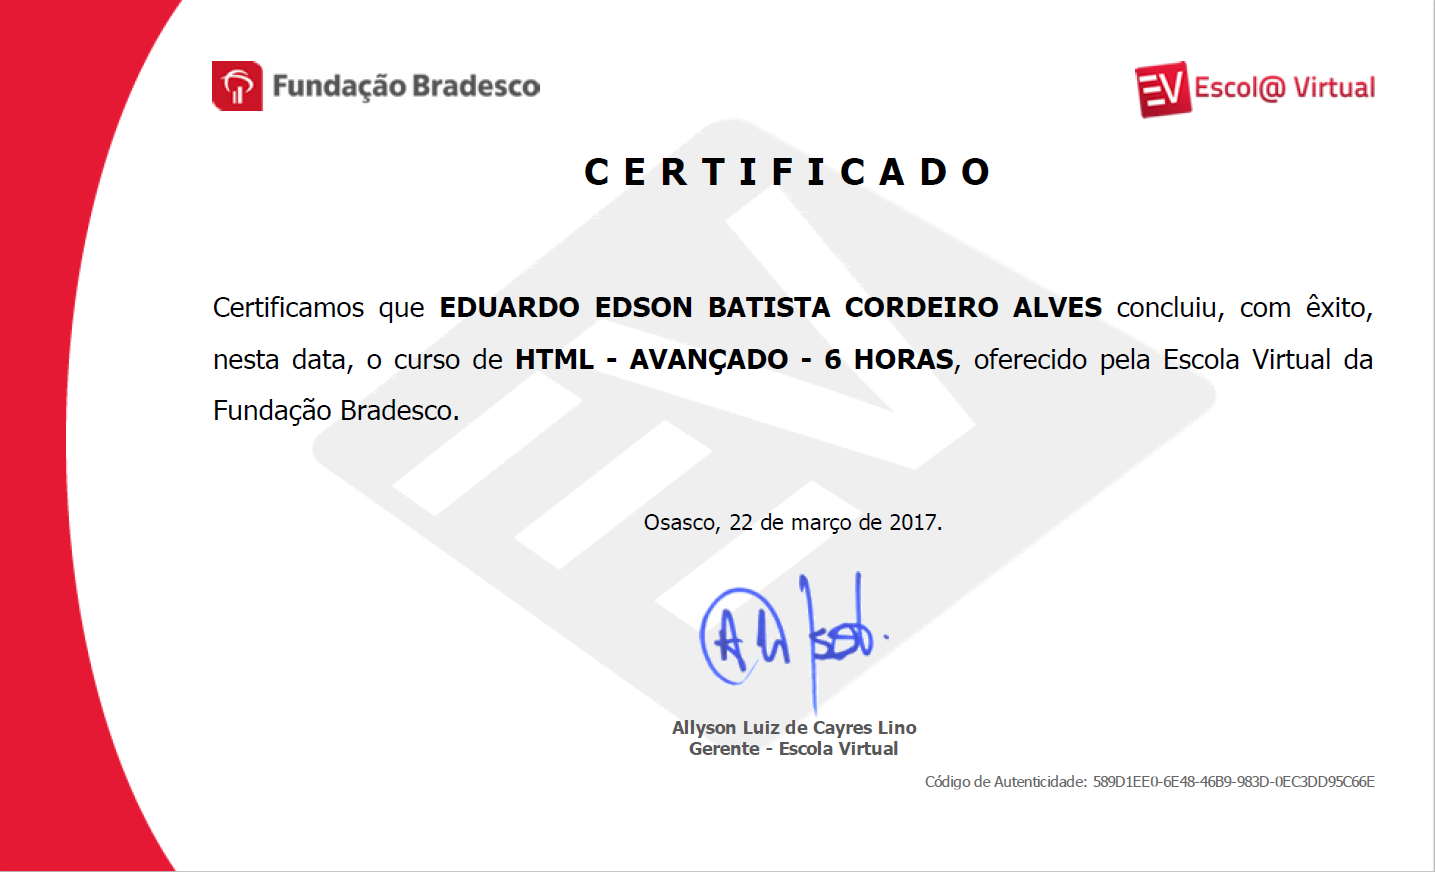 Fundação Bradesco
EV Escol@ Virtual
CERTIFICADO
Certificamos que EDUARDO EDSON BATISTA CORDEIRO ALVES concluiu, com êxito,
nesta data, o curso de HTML - AVANÇADO - 6 HORAS, oferecido pela Escola Virtual da
Fundação Bradesco.
Osasco, 22 de março de 2017.
Allyson Luiz de Cayres Lino
Gerente - Escola Virtual
Código de Autenticidade: 589D1EE0-6E48-46B9-983D-0EC3DD95C66E